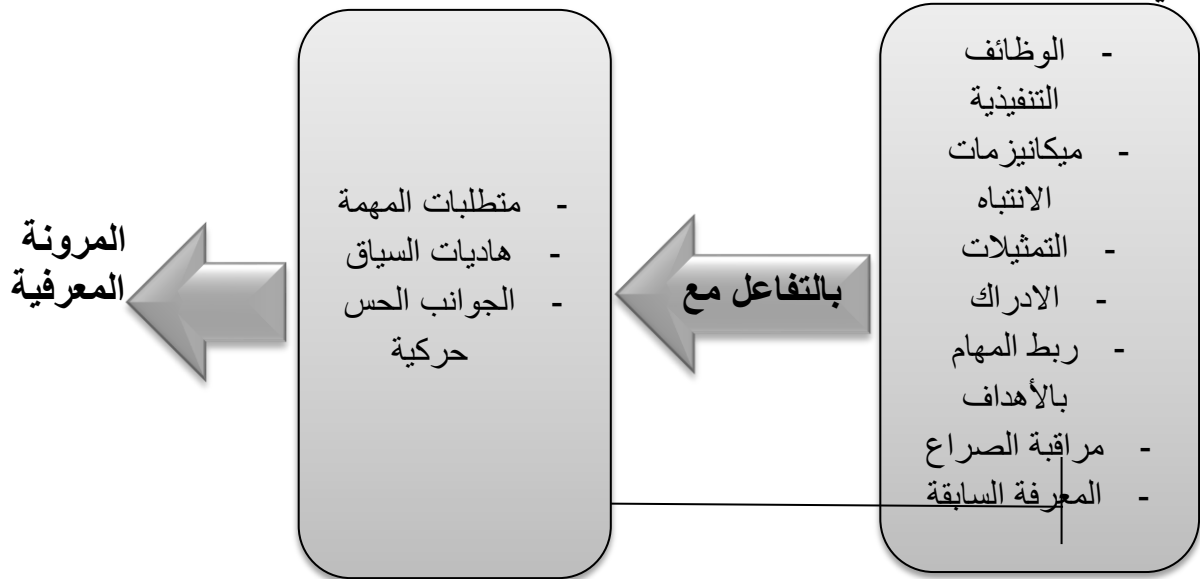 - الوظائف
التنفيذية
- ميكانيزمات
الانتباه
- التمثيلات
- الادراك
- ربط المهام
بالأهداف
- مراقبة الصراع
- المعرفة السابقة
بالتفاعل مع
- متطلبات المهمة
- هاديات السياق
- الجوانب الحس
حركية
المرونة
المعرفية